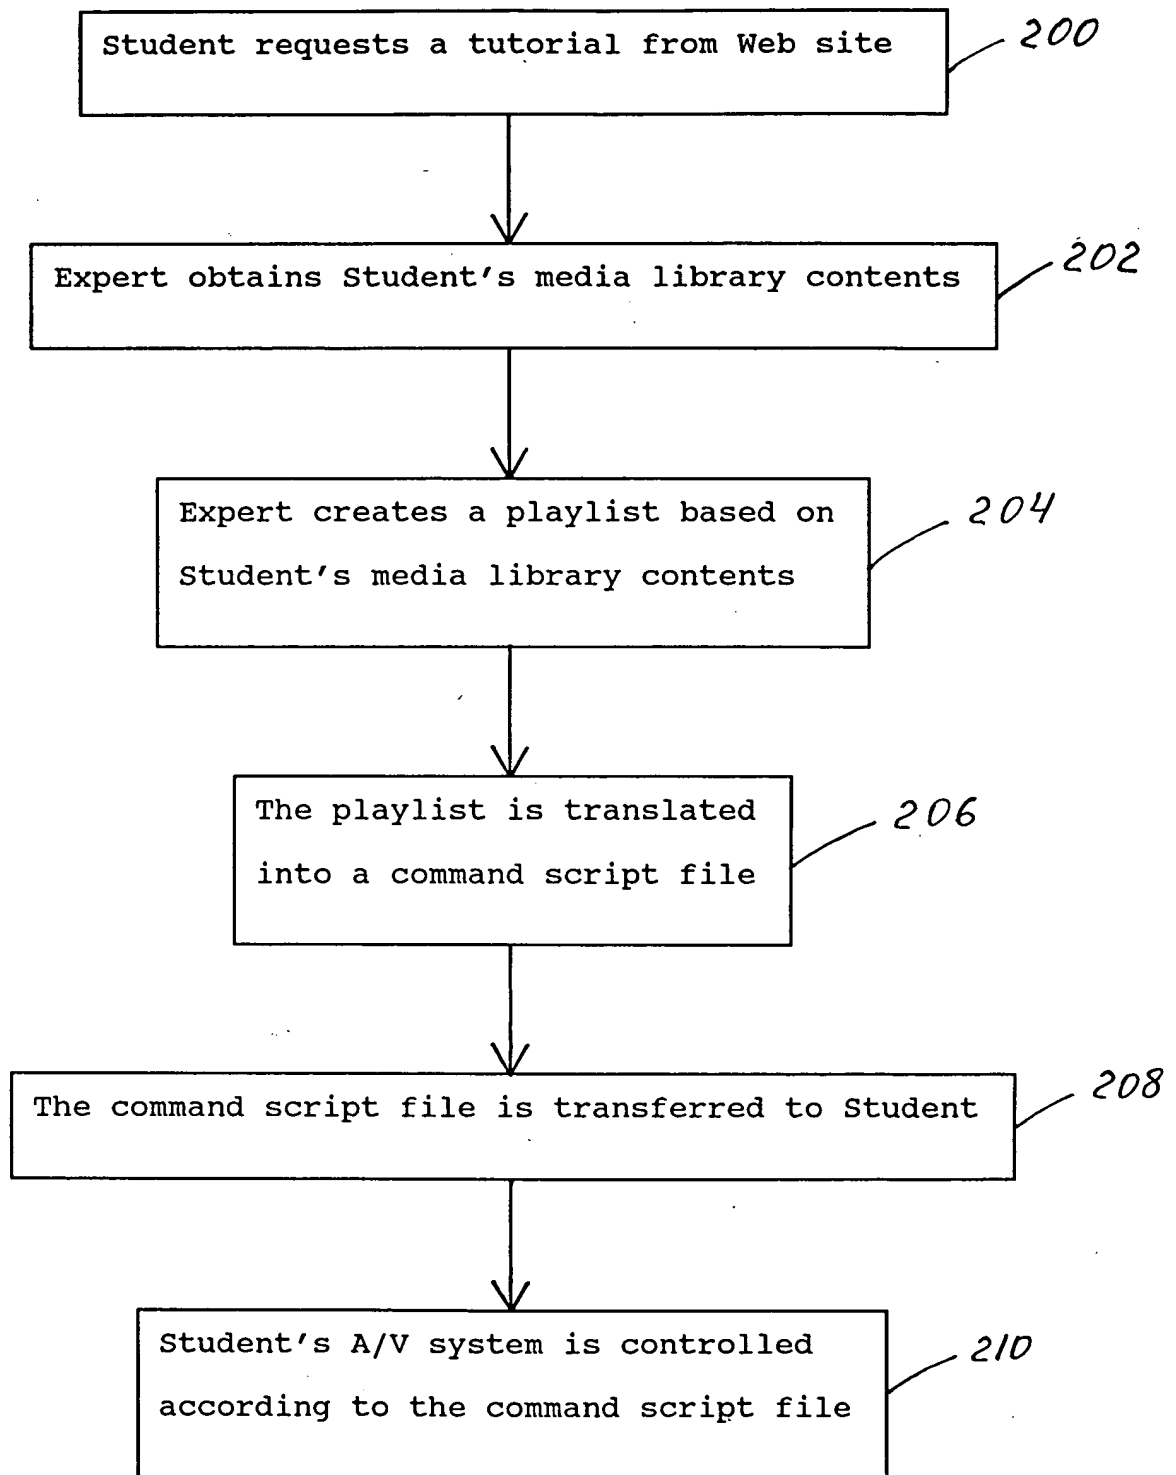 Student requests a tutorial from Web site
200
Expert obtains Student's media library contents
202
Expert creates a playlist based on
Student's media library contents
204
The playlist is translated
into a command script file
206
The command script file is transferred to Student
208
Student's A/V system is controlled
according to the command script file
210